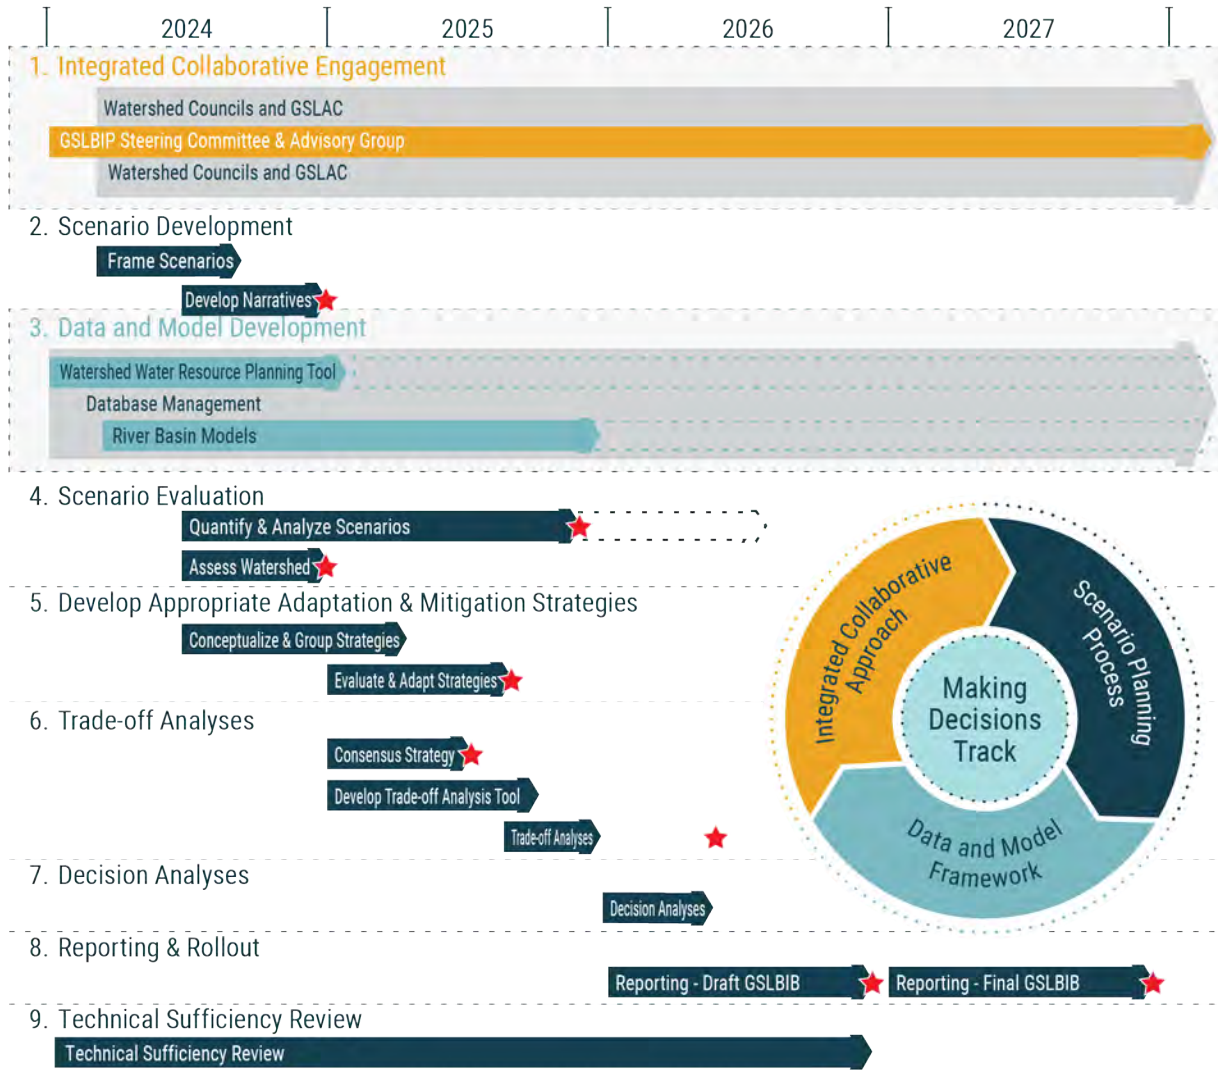 2024 2025 2026 2027
1. Integrated Collaborative Engagement
Watershed Councils and GSLAC
GSLBIP Steering Committee & Advisory Group
Watershed Councils and GSLAC
2. Scenario Development
Frame Scenarios
Develop Narratives
3. Data and Model Development
Watershed Water Resource Planning Tool
Database Management
River Basin Models
4. Scenario Evaluation
Quantify & Analyze Scenarios
Assess Watershed
5. Develop Appropriate Adaptation & Mitigation Strategies
Conceptualize & Group Strategies
Evaluate & Adapt Strategies
6. Trade-off Analyses
Consensus Strategy
Develop Trade-off Analysis Tool
Trade-off Analyses
7. Decision Analyses
Decision Analyses
8. Reporting & Rollout
Reporting - Draft GSLBIB
Reporting - Final GSLBIB
9. Technical Sufficiency Review
Technical Sufficiency Review
Integrated Collaborative
Approach
Scenario Planning
Process
Making
Decisions
Track
Data and Model
Framework